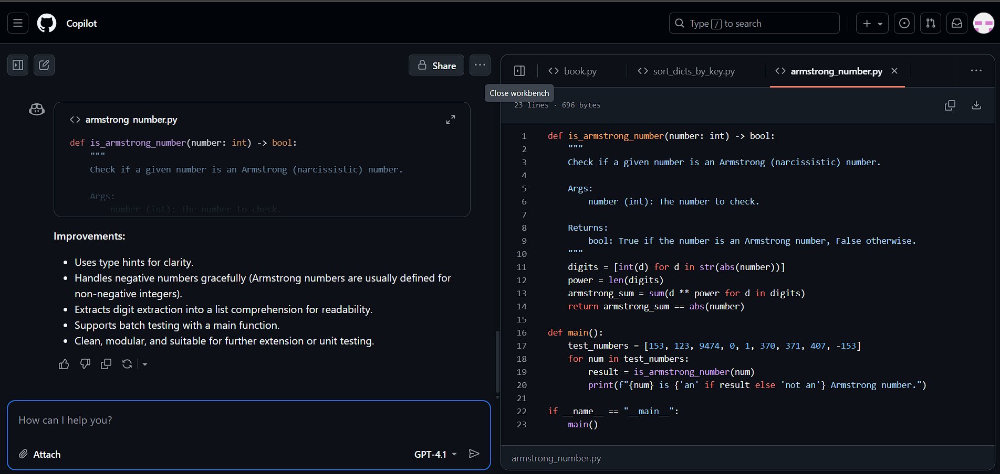 Copilot
Type / to search
Share
armstrong_number.py
def is_armstrong_number(number: int) -> bool:
    """
    Check if a given number is an Armstrong (narcissistic) number.
    Args:
        number (int): The number to check.
Improvements:
Uses type hints for clarity.
Handles negative numbers gracefully (Armstrong numbers are usually defined for
non-negative integers).
Extracts digit extraction into a list comprehension for readability.
Supports batch testing with a main function.
Clean, modular, and suitable for further extension or unit testing.
How can I help you?
Attach
GPT-4.1
book.py
sort_dicts_by_key.py
armstrong_number.py
Close workbench
23 lines · 696 bytes
1 def is_armstrong_number(number: int) -> bool:
2     """
3     Check if a given number is an Armstrong (narcissistic) number.
4
5     Args:
6         number (int): The number to check.
7
8     Returns:
9         bool: True if the number is an Armstrong number, False otherwise.
10     """
11     digits = [int(d) for d in str(abs(number))]
12     power = len(digits)
13     armstrong_sum = sum(d ** power for d in digits)
14     return armstrong_sum == abs(number)
15
16 def main():
17     test_numbers = [153, 123, 9474, 0, 1, 370, 371, 407, -153]
18     for num in test_numbers:
19         result = is_armstrong_number(num)
20         print(f"{num} is {'an' if result else 'not an'} Armstrong number.")
21
22 if __name__ == "__main__":
23     main()
armstrong_number.py